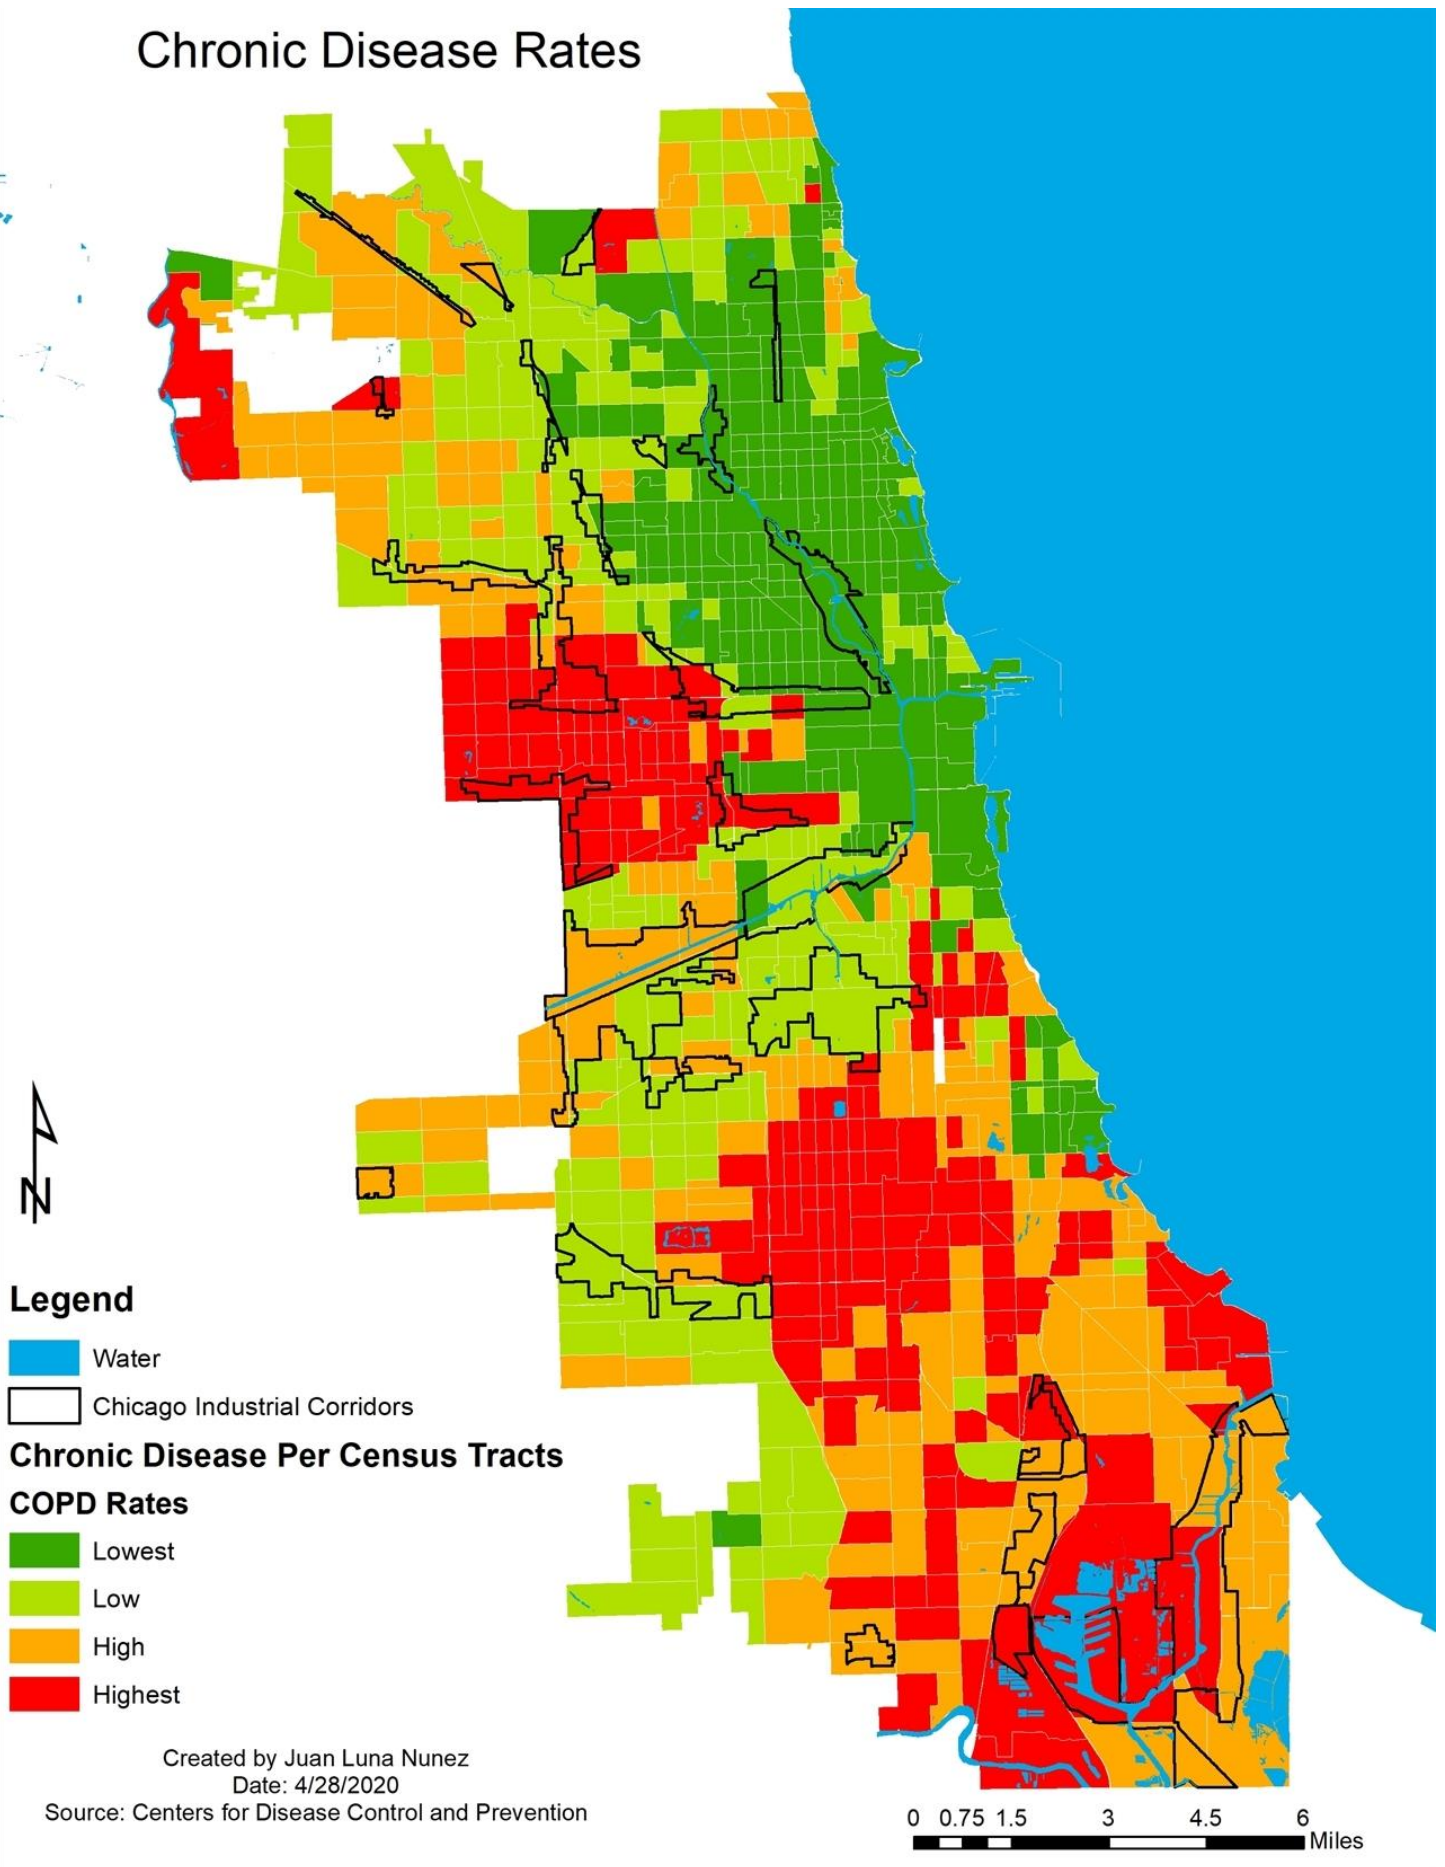 Chronic Disease Rates
N
Legend
Water
Chicago Industrial Corridors
Chronic Disease Per Census Tracts
COPD Rates
Lowest
Low
High
Highest
Created by Juan Luna Nunez
Date: 4/28/2020
Source: Centers for Disease Control and Prevention
0 0.75 1.5 3 4.5 6
Miles